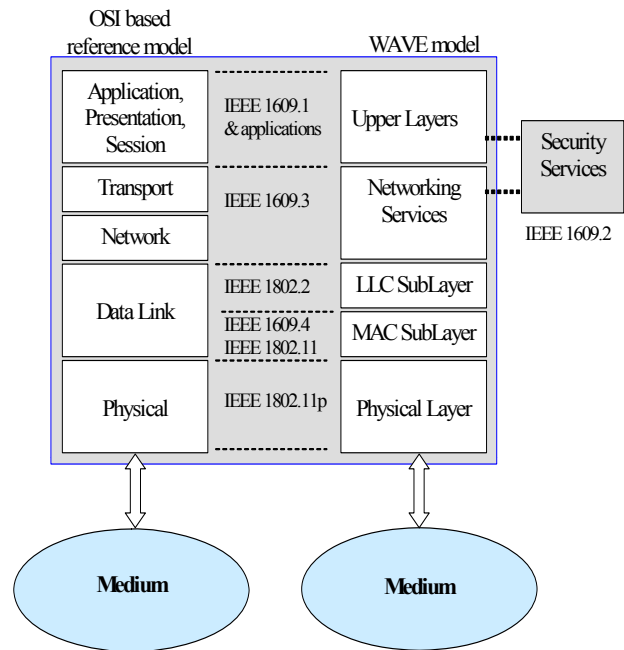 OSI based
reference model
WAVE model
Application,
Presentation,
Session
IEEE 1609.1
& applications
Upper Layers
Security
Services
Transport
IEEE 1609.3
Networking
Services
Network
IEEE 1609.2
Data Link
IEEE 1802.2
LLC SubLayer
IEEE 1609.4
IEEE 1802.11
MAC SubLayer
Physical
IEEE 1802.11p
Physical Layer
Medium
Medium